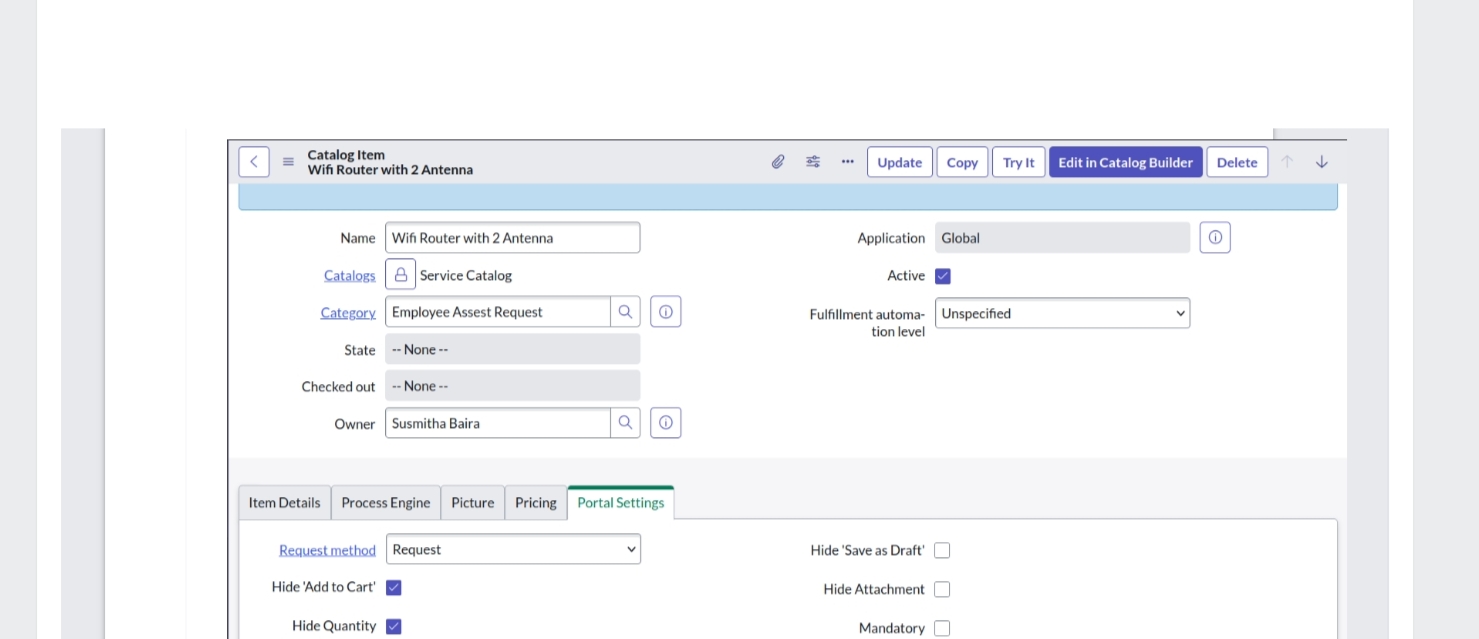 Catalog Item
Wifi Router with 2 Antenna
Update
Copy
Try It
Edit in Catalog Builder
Delete
Name
Wifi Router with 2 Antenna
Application
Global
Catalogs
Service Catalog
Active
Category
Employee Assest Request
Fulfillment automa-
tion level
Unspecified
State
-- None --
Checked out
-- None --
Owner
Susmitha Baira
Item Details
Process Engine
Picture
Pricing
Portal Settings
Request method
Request
Hide 'Save as Draft'
Hide 'Add to Cart'
Hide Attachment
Hide Quantity
Mandatory